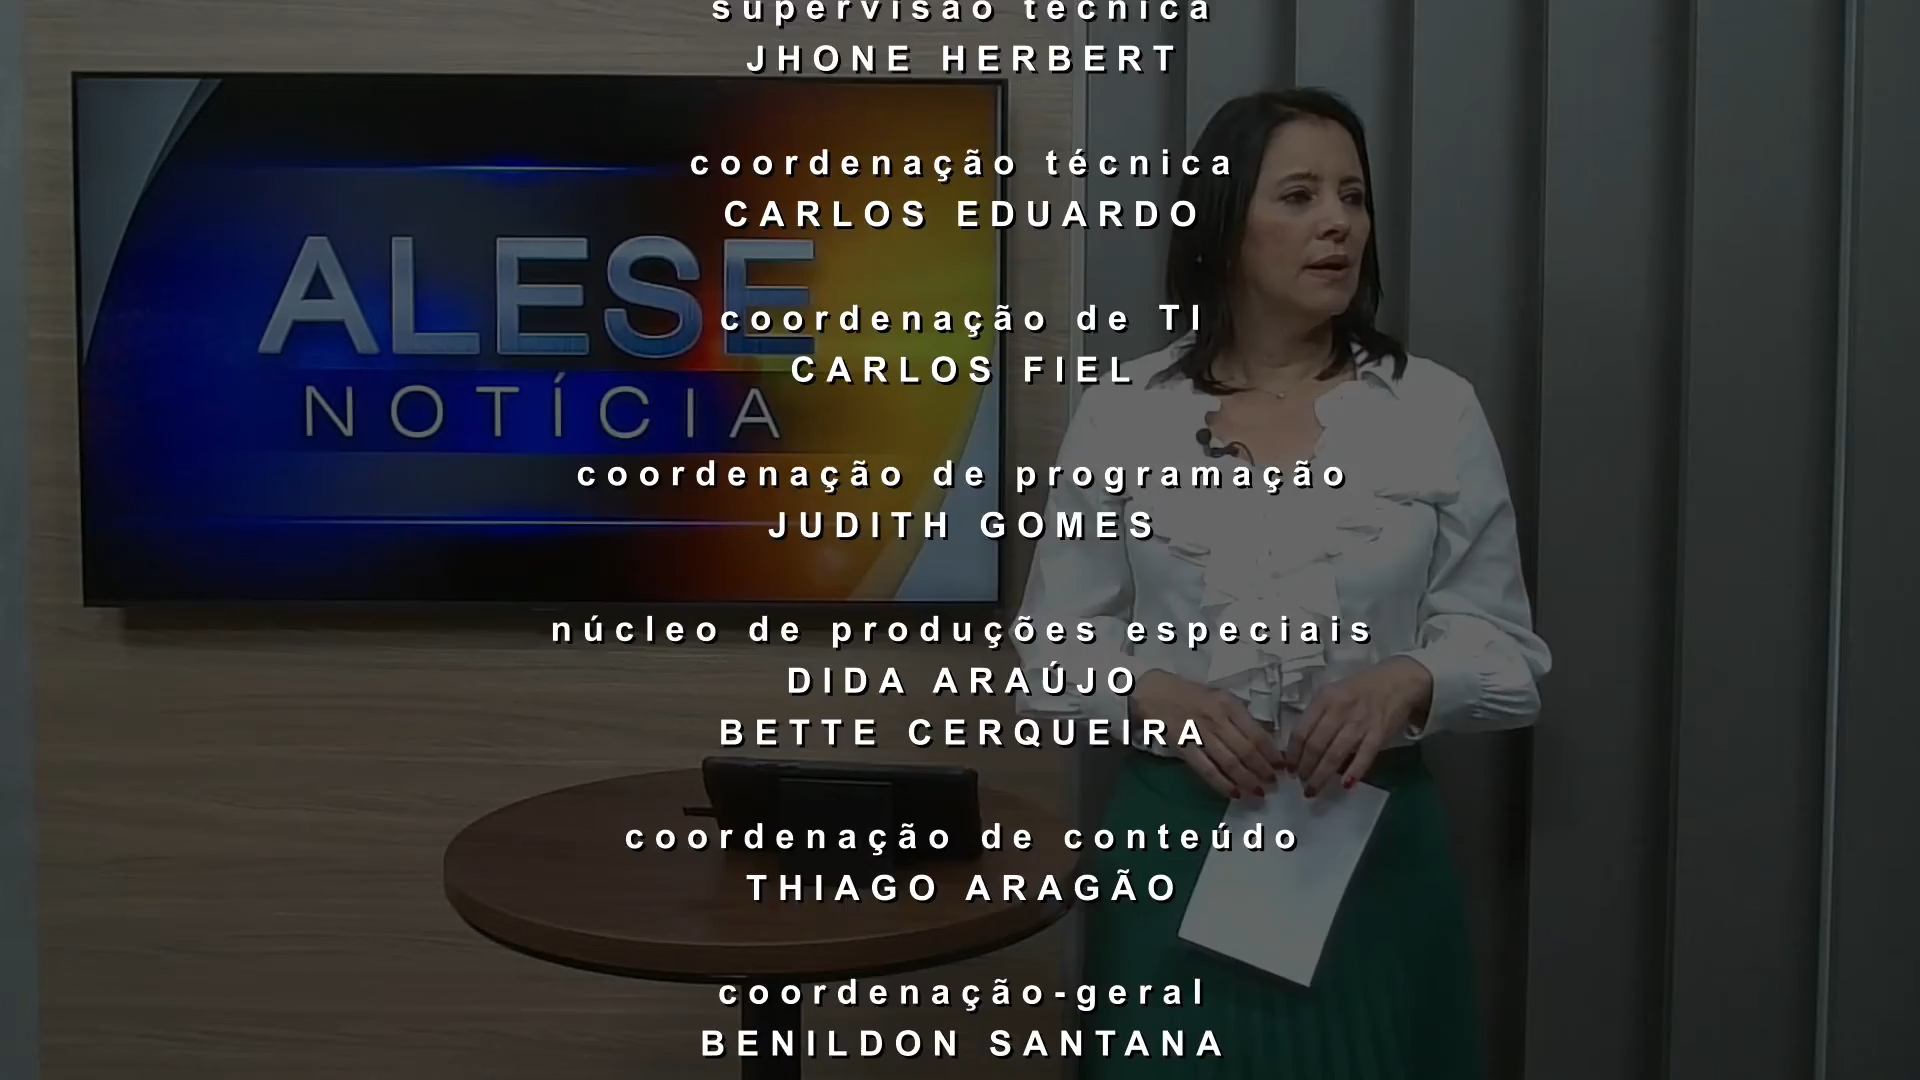 supervisão técnica
JHONE HERBERT
coordenação técnica
CARLOS EDUARDO
coordenação de TI
CARLOS FIEL
coordenação de programação
JUDITH GOMES
núcleo de produções especiais
DIDA ARAÚJO
BETTE CERQUEIRA
coordenação de conteúdo
THIAGO ARAGÃO
coordenação-geral
BENILDON SANTANA
ALESE
NOTÍCIA